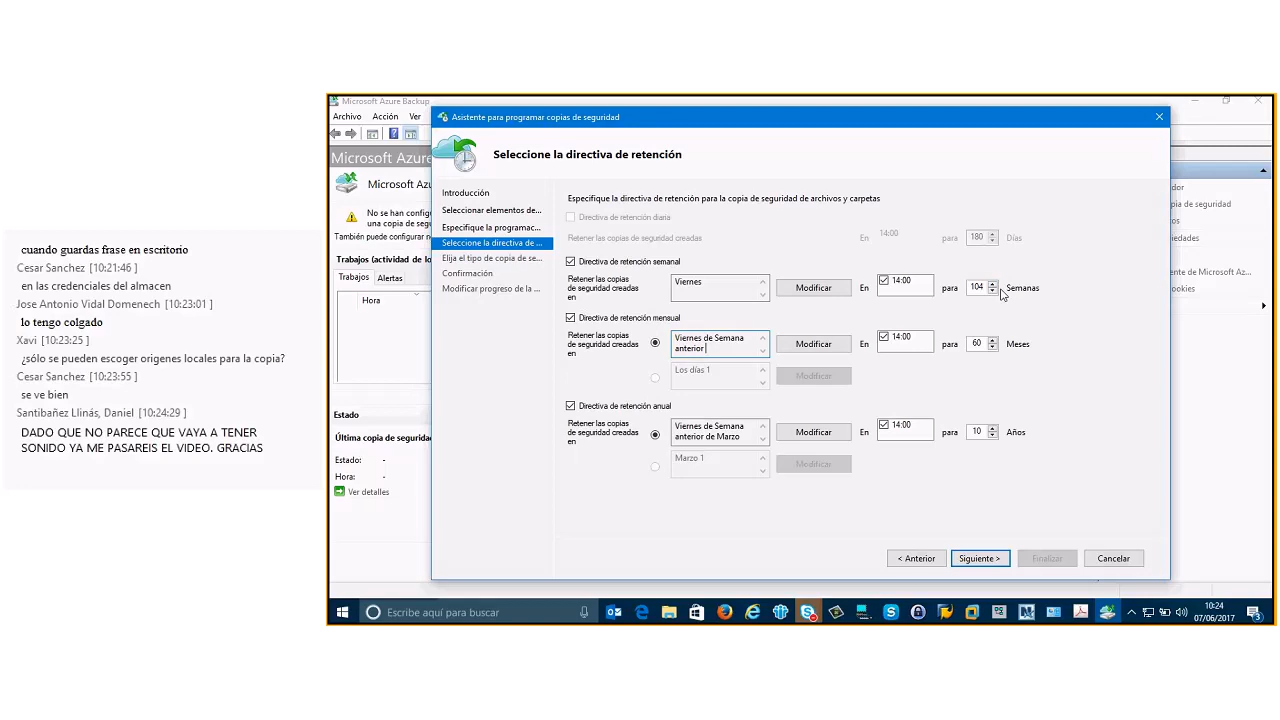 cuando guardas frase en escritorio
Cesar Sanchez [10:21:46]
en las credenciales del almacen
Jose Antonio Vidal Domenech [10:23:01]
lo tengo colgado
Xavi [10:23:25]
¿sólo se pueden escoger origenes locales para la copia?
Cesar Sanchez [10:23:55]
se ve bien
Santibañez Llinás, Daniel [10:24:29]
DADO QUE NO PARECE QUE VAYA A TENER
SONIDO YA ME PASAREIS EL VIDEO. GRACIAS
Microsoft Azure Backup
Archivo Acción Ver
Microsoft Azure
Microsoft Azu
No se han config
una copia de segu
También puede configurar n
Trabajos (actividad de lo
Trabajos Alertas
Hora
Estado
Última copia de seguridad
Estado: -
Hora: -
Ver detalles
Asistente para programar copias de seguridad
Seleccione la directiva de retención
Introducción
Seleccionar elementos de...
Especifique la programac...
Seleccione la directiva de ...
Elija el tipo de copia de se...
Confirmación
Modificar progreso de la ...
Especifique la directiva de retención para la copia de seguridad de archivos y carpetas
Directiva de retención diaria
Retener las copias de seguridad creadas En 14:00 para 180 Días
Directiva de retención semanal
Retener las copias
de seguridad creadas
en
Viernes Modificar En 14:00 para 104 Semanas
Directiva de retención mensual
Retener las copias
de seguridad creadas
en
Viernes de Semana
anterior
Modificar En 14:00 para 60 Meses
Los días 1 Modificar
Directiva de retención anual
Retener las copias
de seguridad creadas
en
Viernes de Semana
anterior de Marzo
Modificar En 14:00 para 10 Años
Marzo 1 Modificar
< Anterior Siguiente > Finalizar Cancelar
dor
opia de seguridad
os
iedades
ente de Microsoft Az...
ookies
Escribe aquí para buscar
10:24
07/06/2017
3